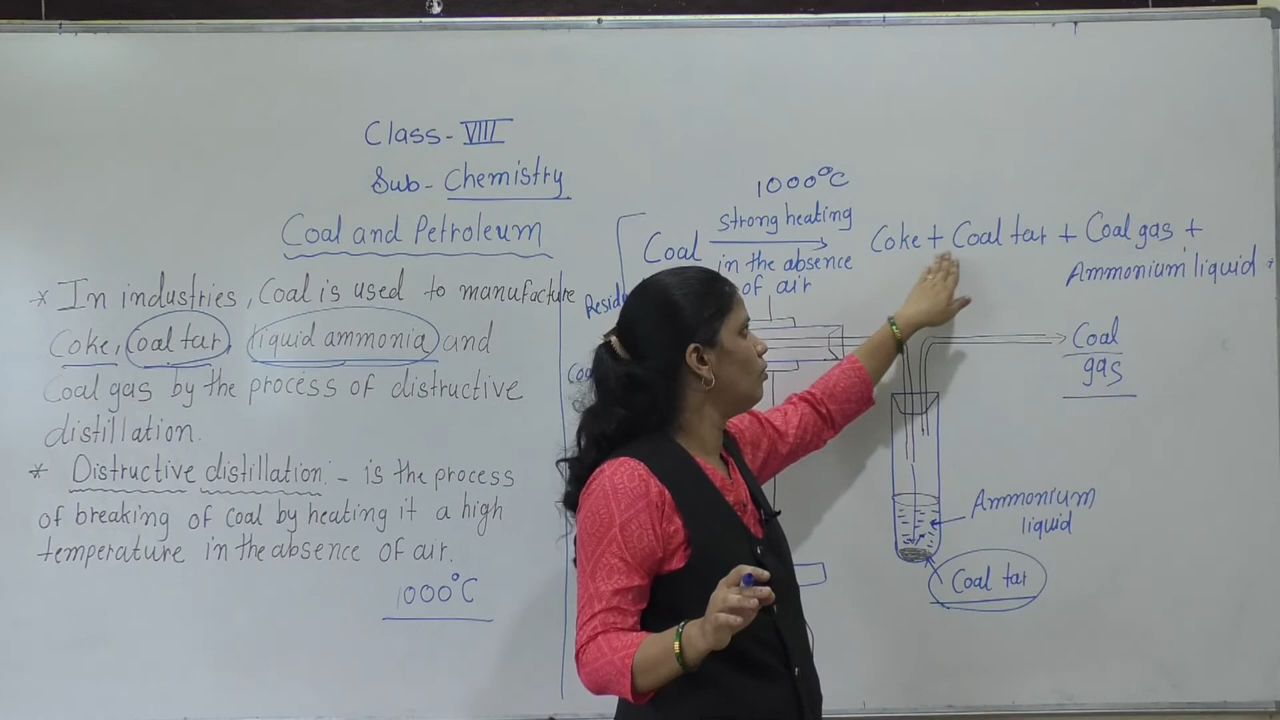 Class - VIII
Sub - Chemistry
Coal and Petroleum
* In industries, Coal is used to manufacture
Coke, Coal tar, liquid ammonia and
Coal gas by the process of distructive
distillation.
* Distructive distillation: - is the process
of breaking of coal by heating it a high
temperature in the absence of air.
1000°C
1000°C
strong heating
Coal
in the absence
of air
Coke + Coal tar + Coal gas +
Ammonium liquid
Coal
gas
Ammonium
liquid
Coal tar